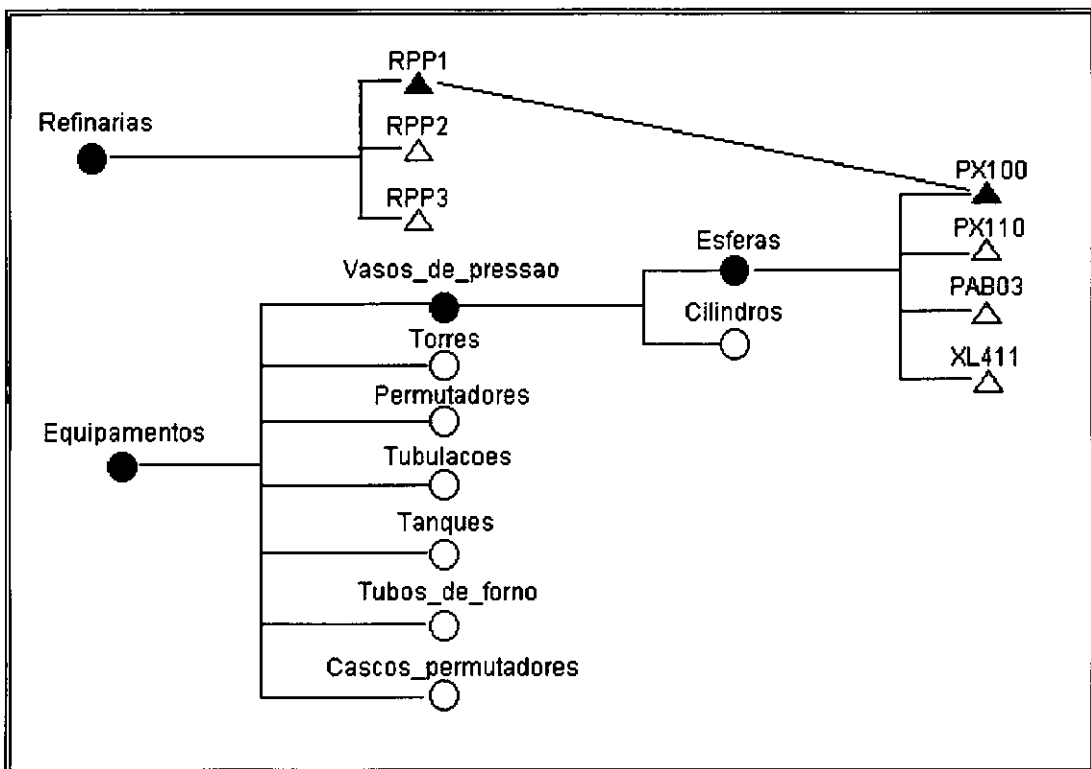 RPP1
Refinarias
RPP2
RPP3
PX100
PX110
PAB03
XL411
Esferas
Cilindros
Vasos_de_pressao
Torres
Permutadores
Equipamentos
Tubulacoes
Tanques
Tubos_de_forno
Cascos_permutadores